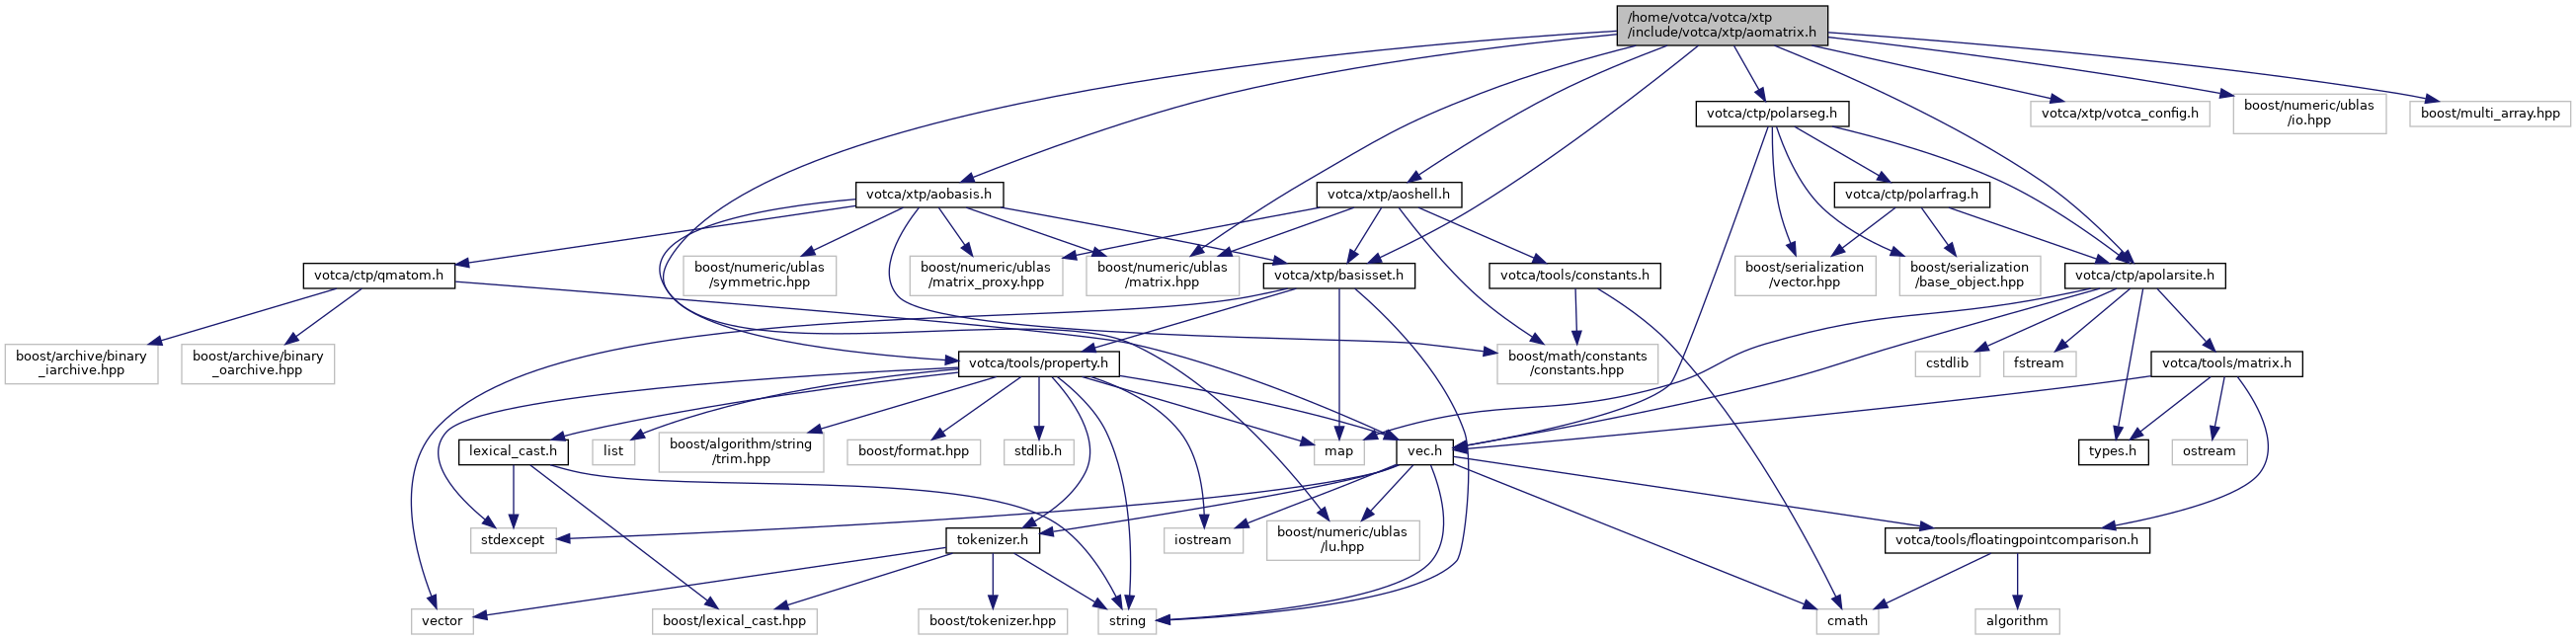 /home/votca/votca/xtp
/include/votca/xtp/aomatrix.h
votca/ctp/polarseg.h
votca/xtp/votca_config.h
boost/numeric/ublas
/io.hpp
boost/multi_array.hpp
votca/xtp/aobasis.h
votca/xtp/aoshell.h
votca/ctp/polarfrag.h
votca/ctp/qmatom.h
boost/numeric/ublas
/symmetric.hpp
boost/numeric/ublas
/matrix_proxy.hpp
boost/numeric/ublas
/matrix.hpp
votca/xtp/basisset.h
votca/tools/constants.h
boost/serialization
/vector.hpp
boost/serialization
/base_object.hpp
votca/ctp/apolarsite.h
boost/archive/binary
_iarchive.hpp
boost/archive/binary
_oarchive.hpp
votca/tools/property.h
boost/math/constants
/constants.hpp
cstdlib
fstream
votca/tools/matrix.h
lexical_cast.h
list
boost/algorithm/string
/trim.hpp
boost/format.hpp
stdlib.h
map
vec.h
types.h
ostream
stdexcept
tokenizer.h
iostream
boost/numeric/ublas
/lu.hpp
votca/tools/floatingpointcomparison.h
vector
boost/lexical_cast.hpp
boost/tokenizer.hpp
string
cmath
algorithm